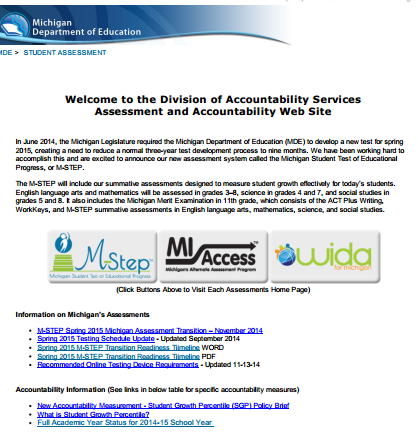 Michigan
Department of Education
MDE > STUDENT ASSESSMENT
Welcome to the Division of Accountability Services
Assessment and Accountability Web Site
In June 2014, the Michigan Legislature required the Michigan Department of Education (MDE) to develop a new test for spring
2015, creating a need to reduce a normal three-year test development process to nine months. We have been working hard to
accomplish this and are excited to announce our new assessment system called the Michigan Student Test of Educational
Progress, or M-STEP.
The M-STEP will include our summative assessments designed to measure student growth effectively for today's students.
English language arts and mathematics will be assessed in grades 3–8, science in grades 4 and 7, and social studies in
grades 5 and 8. It also includes the Michigan Merit Examination in 11th grade, which consists of the ACT Plus Writing,
WorkKeys, and M-STEP summative assessments in English language arts, mathematics, science, and social studies.
M-Step
Michigan Student Test of Educational Progress
MI Access
Michigan's Alternate Assessment Program
wida
for michigan
(Click Buttons Above to Visit Each Assessments Home Page)
Information on Michigan's Assessments
• M-STEP Spring 2015 Michigan Assessment Transition – November 2014
• Spring 2015 Testing Schedule Update - Updated September 2014
• Spring 2015 M-STEP Transition Readiness Tiimeline WORD
• Spring 2015 M-STEP Transition Readiness Tiimeline PDF
• Recommended Online Testing Device Requirements - Updated 11-13-14
Accountability Information (See links in below table for specific accountability measures)
• New Accountability Measurement - Student Growth Percentile (SGP) Policy Brief
• What is Student Growth Percentile?
• Full Academic Year Status for 2014-15 School Year